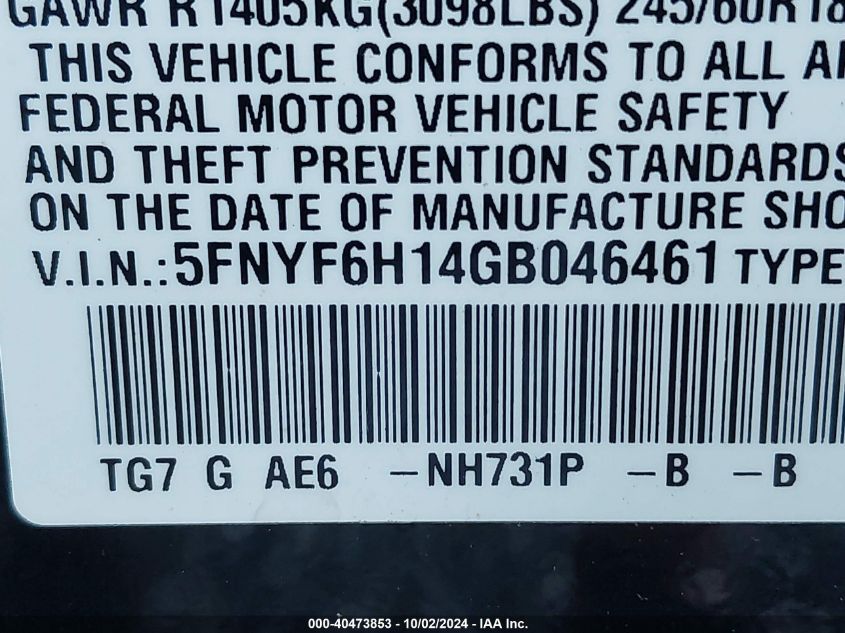 GAWR R1405KG(3098LBS) 245/60R18
THIS VEHICLE CONFORMS TO ALL
FEDERAL MOTOR VEHICLE SAFETY
AND THEFT PREVENTION STANDARDS
ON THE DATE OF MANUFACTURE SHO
V.I.N.:5FNYF6H14GB046461 TYPE
TG7 G AE6 -NH731P -B -B
000-40473853 / 10/02/2024 - IAA Inc.